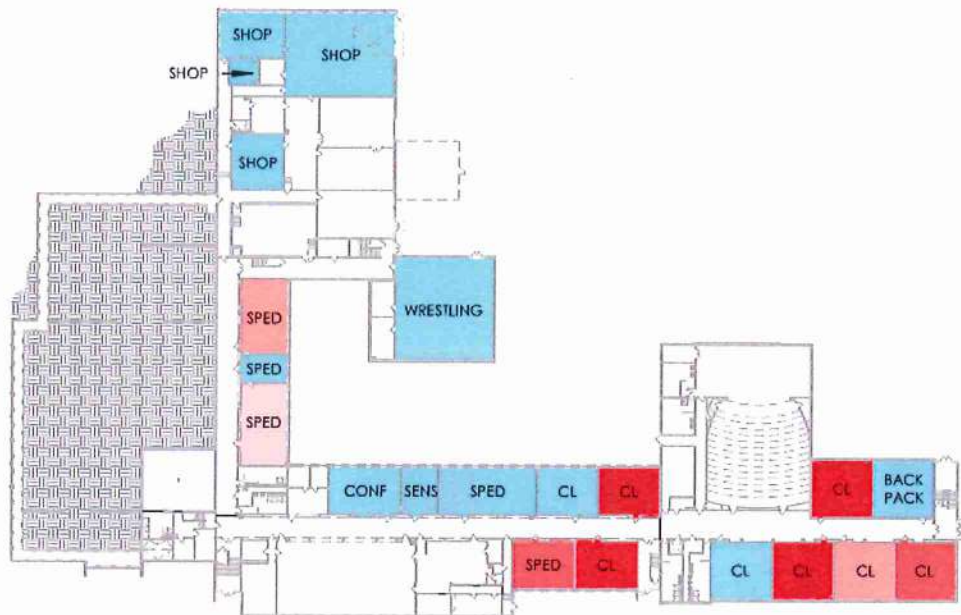 SHOP
SHOP
SHOP
SHOP
SPED
WRESTLING
SPED
SPED
CONF
SENS
SPED
CL
CL
CL
BACK
PACK
SPED
CL
CL
CL
CL
CL